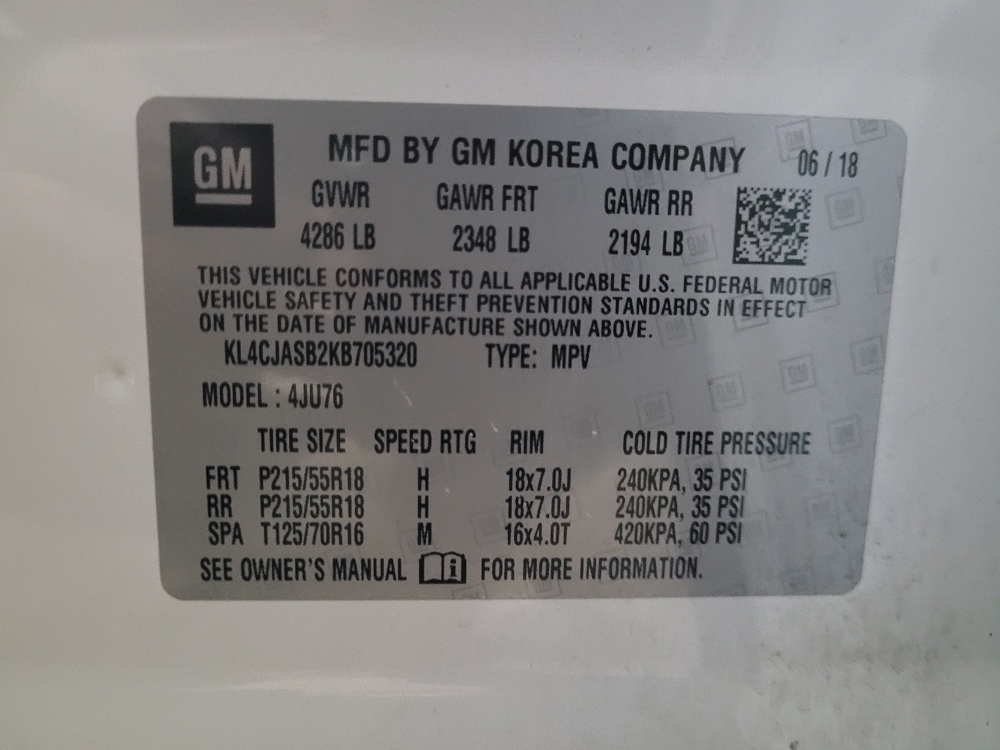 GM
MFD BY GM KOREA COMPANY 06 / 18
GVWR GAWR FRT GAWR RR
4286 LB 2348 LB 2194 LB
THIS VEHICLE CONFORMS TO ALL APPLICABLE U.S. FEDERAL MOTOR
VEHICLE SAFETY AND THEFT PREVENTION STANDARDS IN EFFECT
ON THE DATE OF MANUFACTURE SHOWN ABOVE.
KL4CJASB2KB705320 TYPE: MPV
MODEL : 4JU76
TIRE SIZE SPEED RTG RIM COLD TIRE PRESSURE
FRT P215/55R18 H 18x7.0J 240KPA, 35 PSI
RR P215/55R18 H 18x7.0J 240KPA, 35 PSI
SPA T125/70R16 M 16x4.0T 420KPA, 60 PSI
SEE OWNER'S MANUAL i FOR MORE INFORMATION.